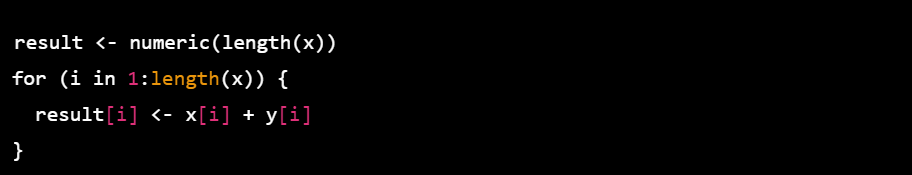 result <- numeric(length(x))
for (i in 1:length(x)) {
  result[i] <- x[i] + y[i]
}